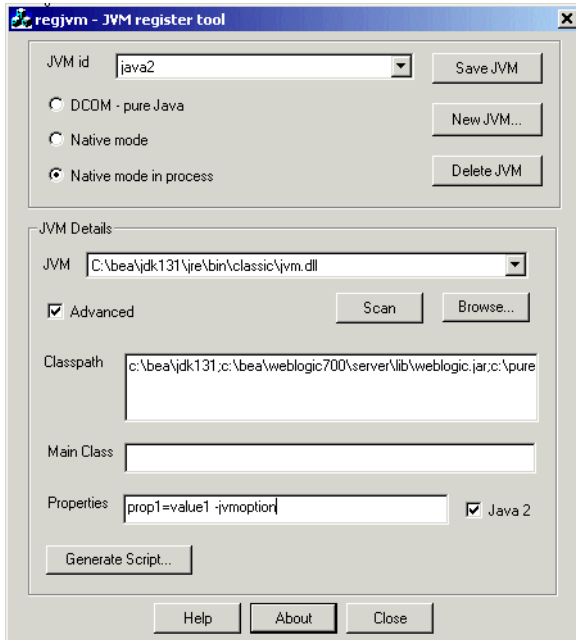 regjvm - JVM register tool
JVM id java2 Save JVM
DCOM - pure Java
New JVM...
Native mode
Native mode in process Delete JVM
JVM Details
JVM C:\bea\jdk131\jre\bin\classic\jvm.dll
Advanced Scan Browse...
Classpath c:\bea\jdk131;c:\bea\weblogic700\server\lib\weblogic.jar;c:\pure
Main Class
Properties prop1=value1 -jvmoption Java 2
Generate Script...
Help About Close